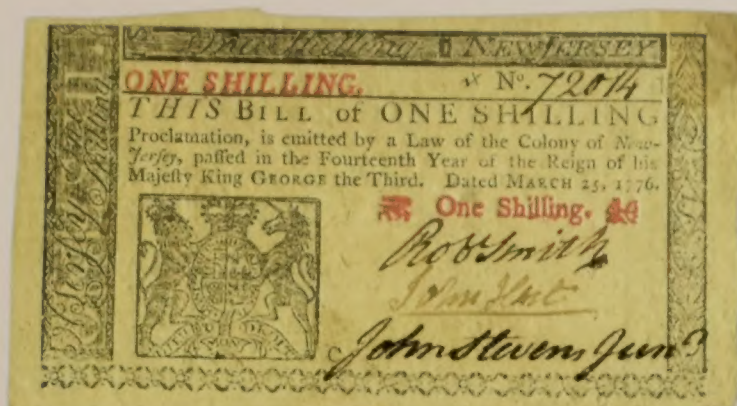 One Shilling NEW JERSEY
ONE SHILLING. No. 72014
THIS BILL of ONE SHILLING
Proclamation, is emitted by a Law of the Colony of New-
Jersey, paſſed in the Fourteenth Year of the Reign of his
Majeſty King GEORGE the Third. Dated MARCH 25, 1776.
One Shilling.
Robt Smith
John Hart
John Stevens Junr